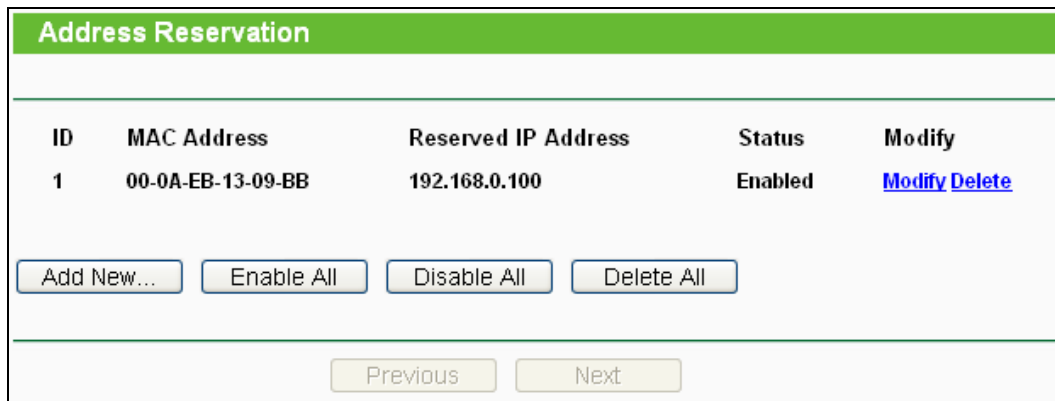 Address Reservation
ID MAC Address Reserved IP Address Status Modify
1 00-0A-EB-13-09-BB 192.168.0.100 Enabled Modify Delete
Add New... Enable All Disable All Delete All
Previous Next